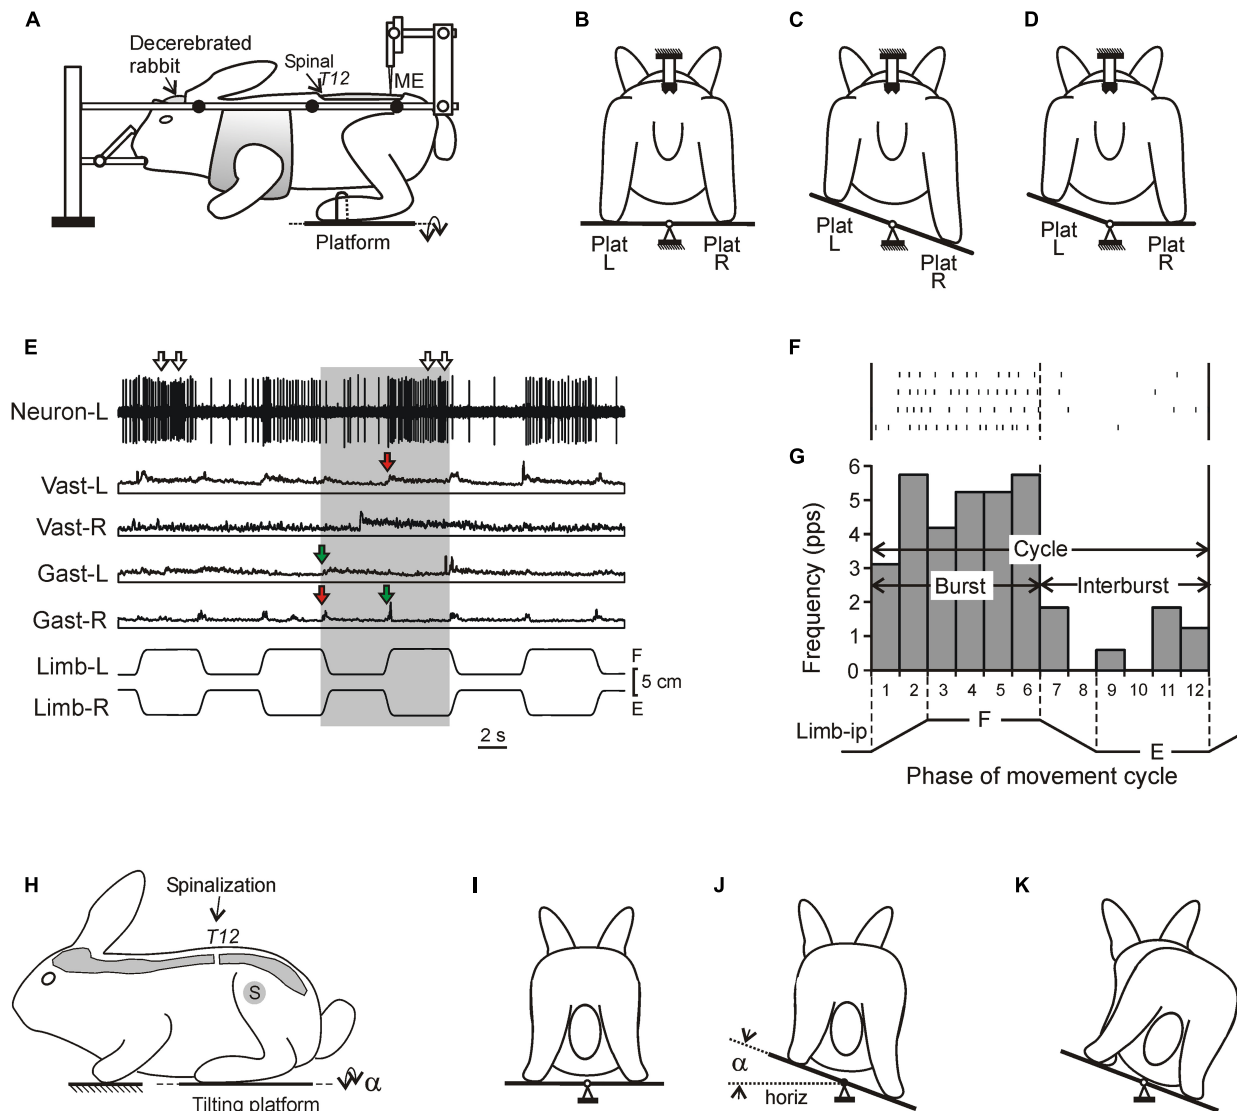 A
Decerebrated
rabbit
Spinal
T12
ME
Platform
B
Plat
L
Plat
R
C
Plat
L
Plat
R
D
Plat
L
Plat
R
E
Neuron-L
Vast-L
Vast-R
Gast-L
Gast-R
Limb-L
Limb-R
F
5 cm
E
2 s
F
G
Frequency (pps)
6
5
4
3
2
1
0
Cycle
Burst
Interburst
1 2 3 4 5 6 7 8 9 10 11 12
Limb-ip
F
E
Phase of movement cycle
H
Spinalization
T12
S
α
Tilting platform
I
J
α
horiz
K